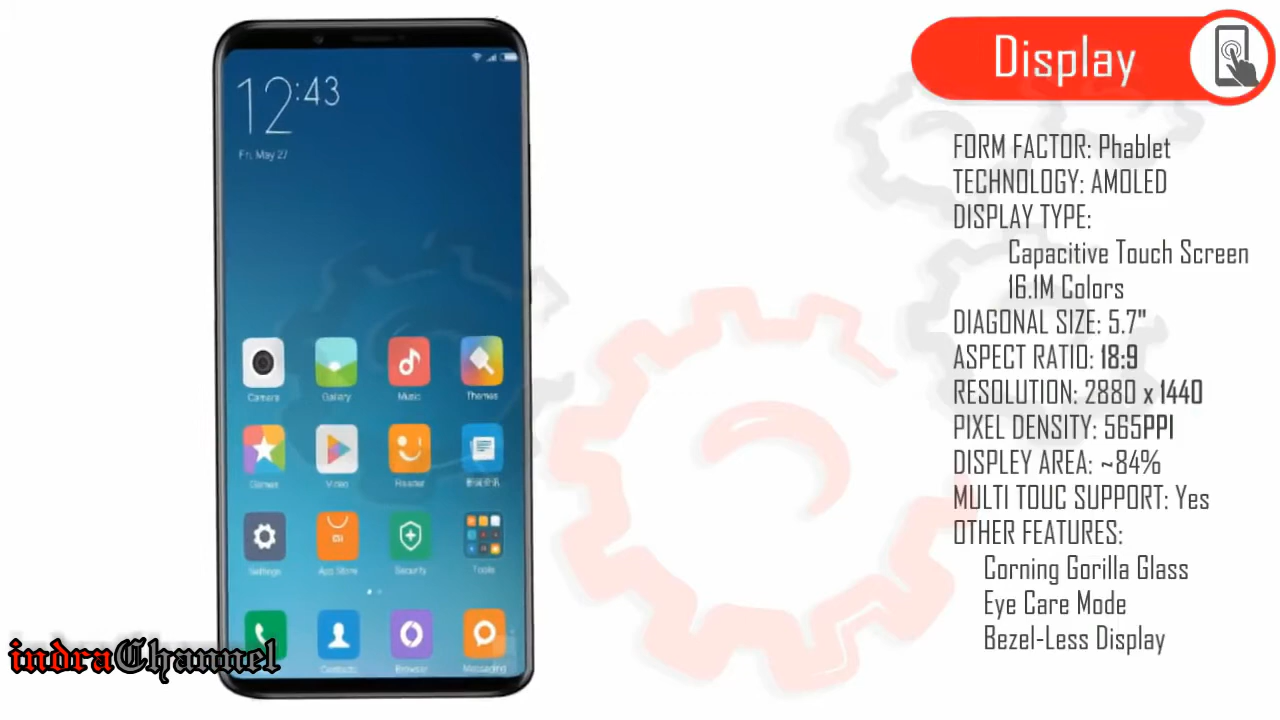 Display
12:43
Fri, May 27
Camera
Gallery
Music
Themes
Games
Video
Reader
Settings
App Store
Security
Tools
Contacts
Browser
Messaging
FORM FACTOR: Phablet
TECHNOLOGY: AMOLED
DISPLAY TYPE:
Capacitive Touch Screen
16.1M Colors
DIAGONAL SIZE: 5.7"
ASPECT RATIO: 18:9
RESOLUTION: 2880 x 1440
PIXEL DENSITY: 565PPI
DISPLEY AREA: ~84%
MULTI TOUC SUPPORT: Yes
OTHER FEATURES:
Corning Gorilla Glass
Eye Care Mode
Bezel-Less Display
indraChannel